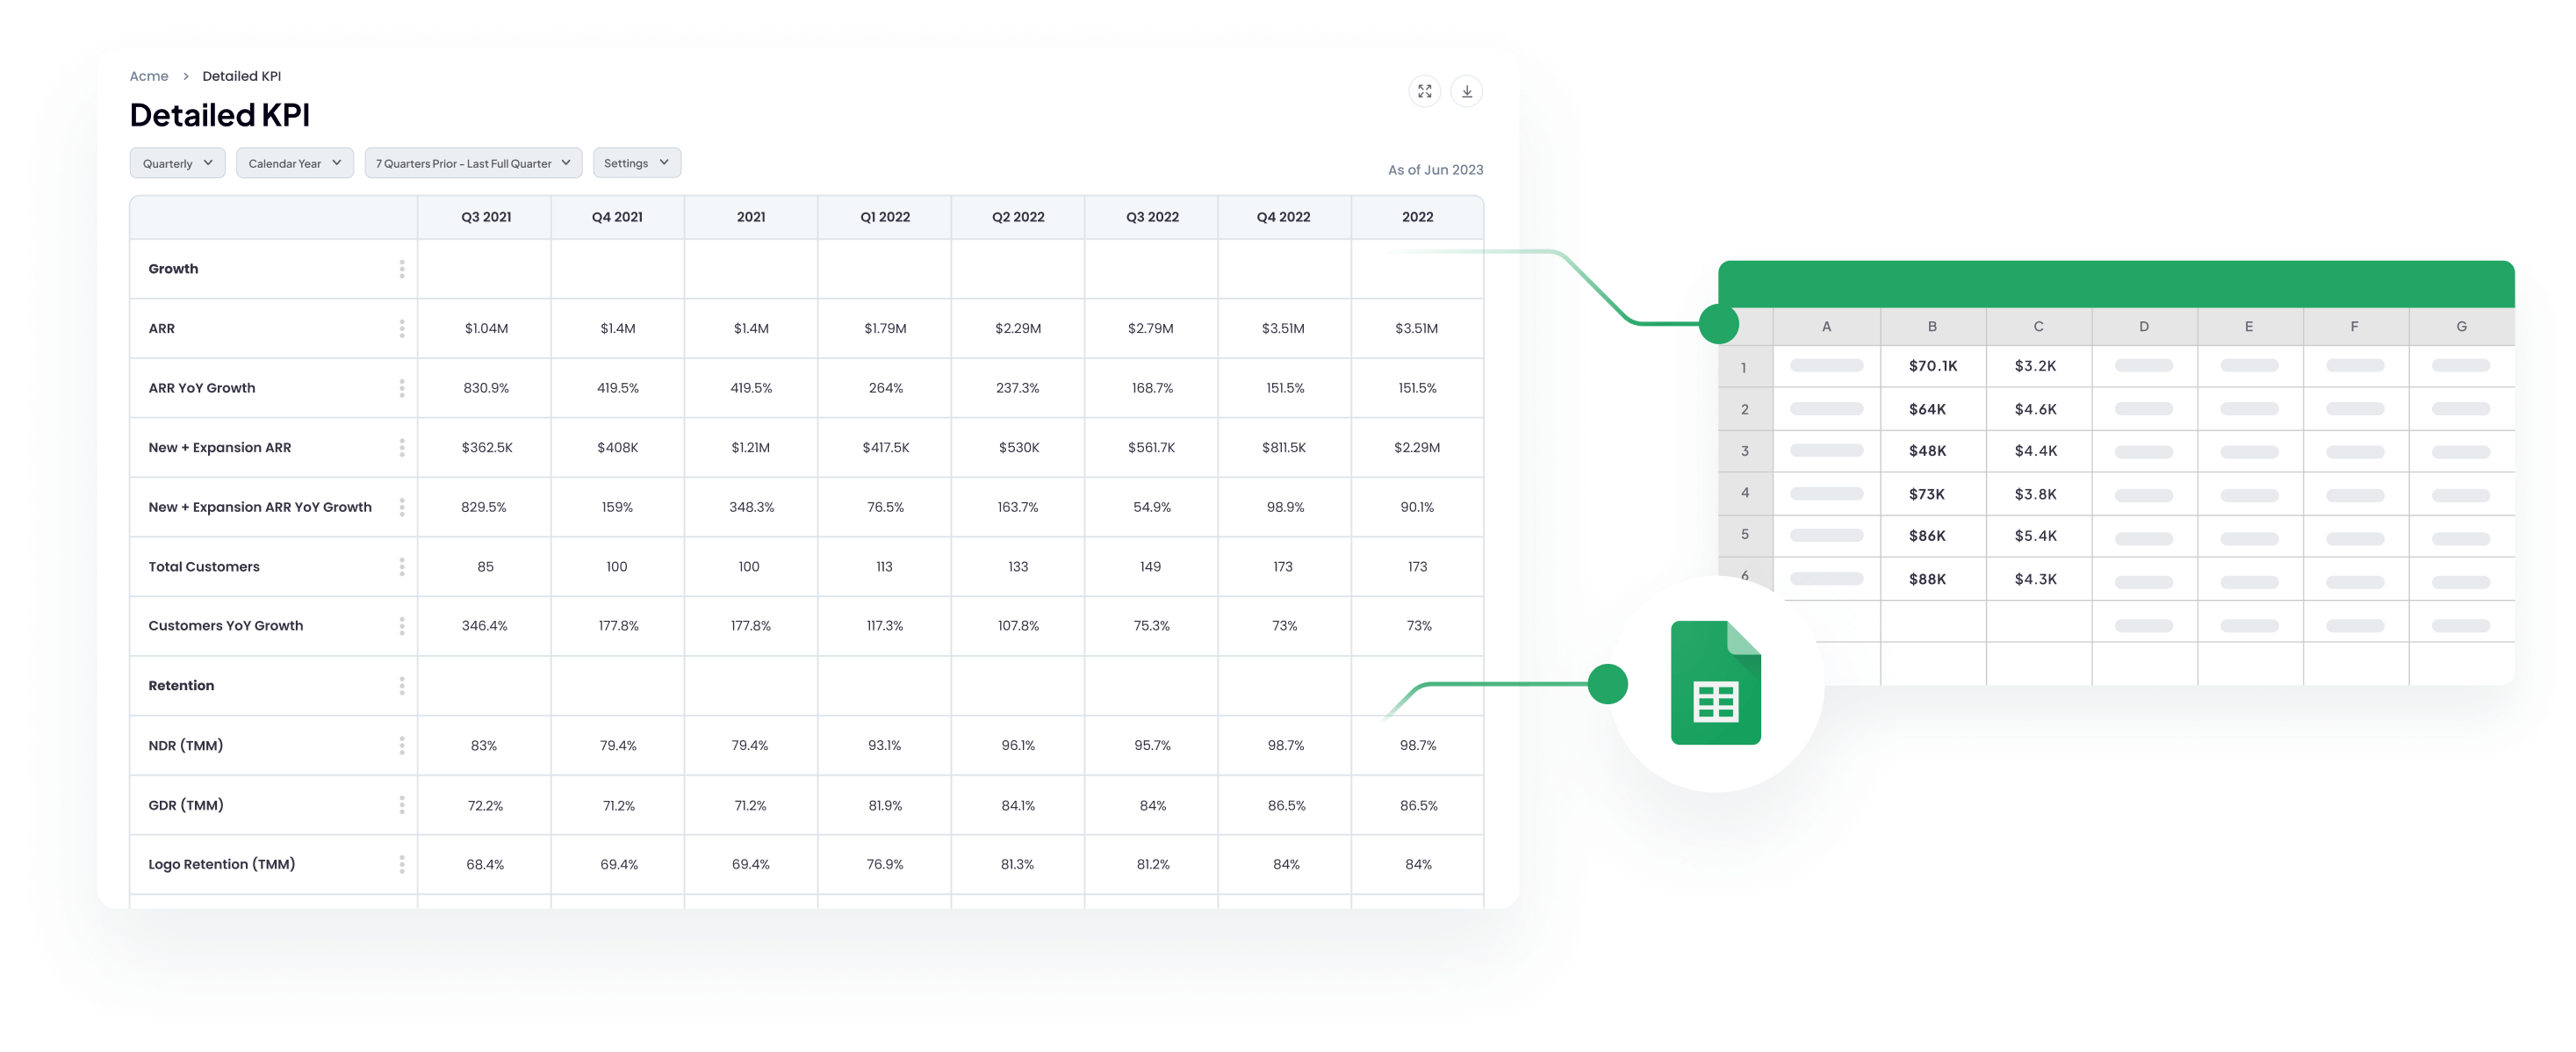 Acme > Detailed KPI
Detailed KPI
Quarterly Calendar Year 7 Quarters Prior - Last Full Quarter Settings
As of Jun 2023
Q3 2021 Q4 2021 2021 Q1 2022 Q2 2022 Q3 2022 Q4 2022 2022
Growth
ARR $1.04M $1.4M $1.4M $1.79M $2.29M $2.79M $3.51M $3.51M
ARR YoY Growth 830.9% 419.5% 419.5% 264% 237.3% 168.7% 151.5% 151.5%
New + Expansion ARR $362.5K $408K $1.21M $417.5K $530K $561.7K $811.5K $2.29M
New + Expansion ARR YoY Growth 829.5% 159% 348.3% 76.5% 163.7% 54.9% 98.9% 90.1%
Total Customers 85 100 100 113 133 149 173 173
Customers YoY Growth 346.4% 177.8% 177.8% 117.3% 107.8% 75.3% 73% 73%
Retention
NDR (TMM) 83% 79.4% 79.4% 93.1% 96.1% 95.7% 98.7% 98.7%
GDR (TMM) 72.2% 71.2% 71.2% 81.9% 84.1% 84% 86.5% 86.5%
Logo Retention (TMM) 68.4% 69.4% 69.4% 76.9% 81.3% 81.2% 84% 84%
A B C D E F G
1 $70.1K $3.2K
2 $64K $4.6K
3 $48K $4.4K
4 $73K $3.8K
5 $86K $5.4K
6 $88K $4.3K